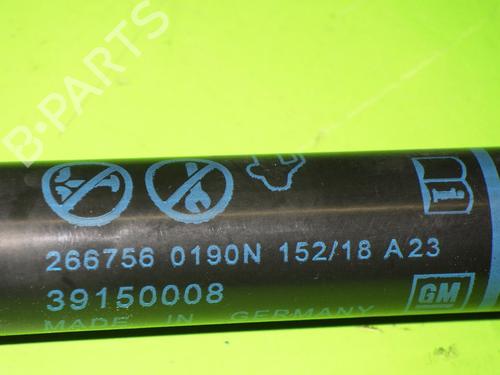 B-PARTS
266756 0190N 152/18 A23
39150008
GM
MADE IN GERMANY